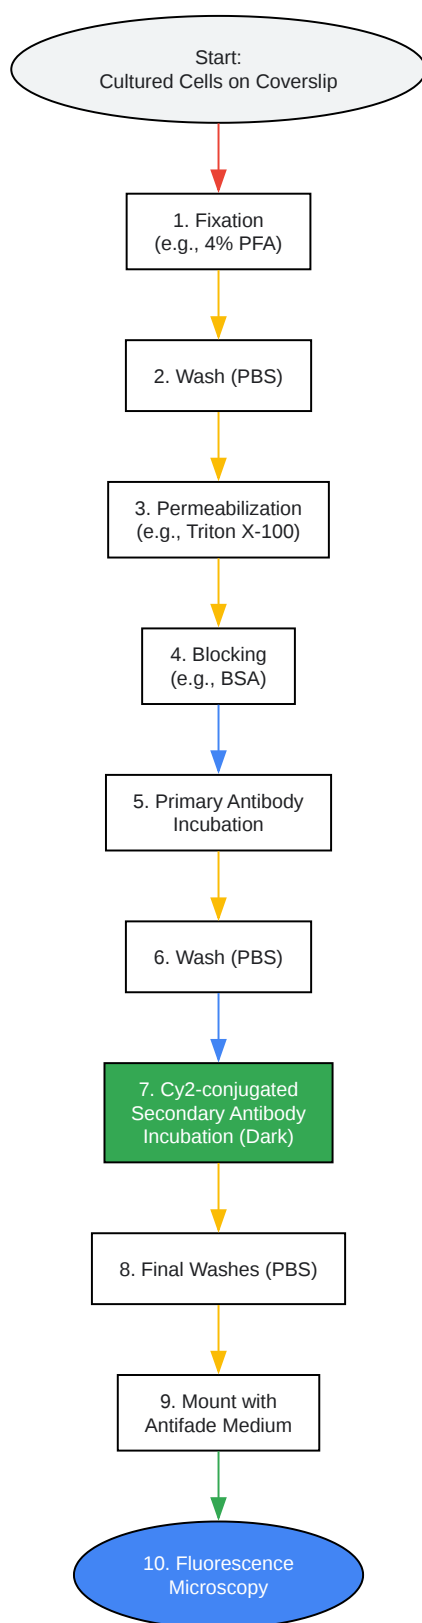 Start:
Cultured Cells on Coverslip
1. Fixation
(e.g., 4% PFA)
2. Wash (PBS)
3. Permeabilization
(e.g., Triton X-100)
4. Blocking
(e.g., BSA)
5. Primary Antibody
Incubation
6. Wash (PBS)
7. Cy2-conjugated
Secondary Antibody
Incubation (Dark)
8. Final Washes (PBS)
9. Mount with
Antifade Medium
10. Fluorescence
Microscopy